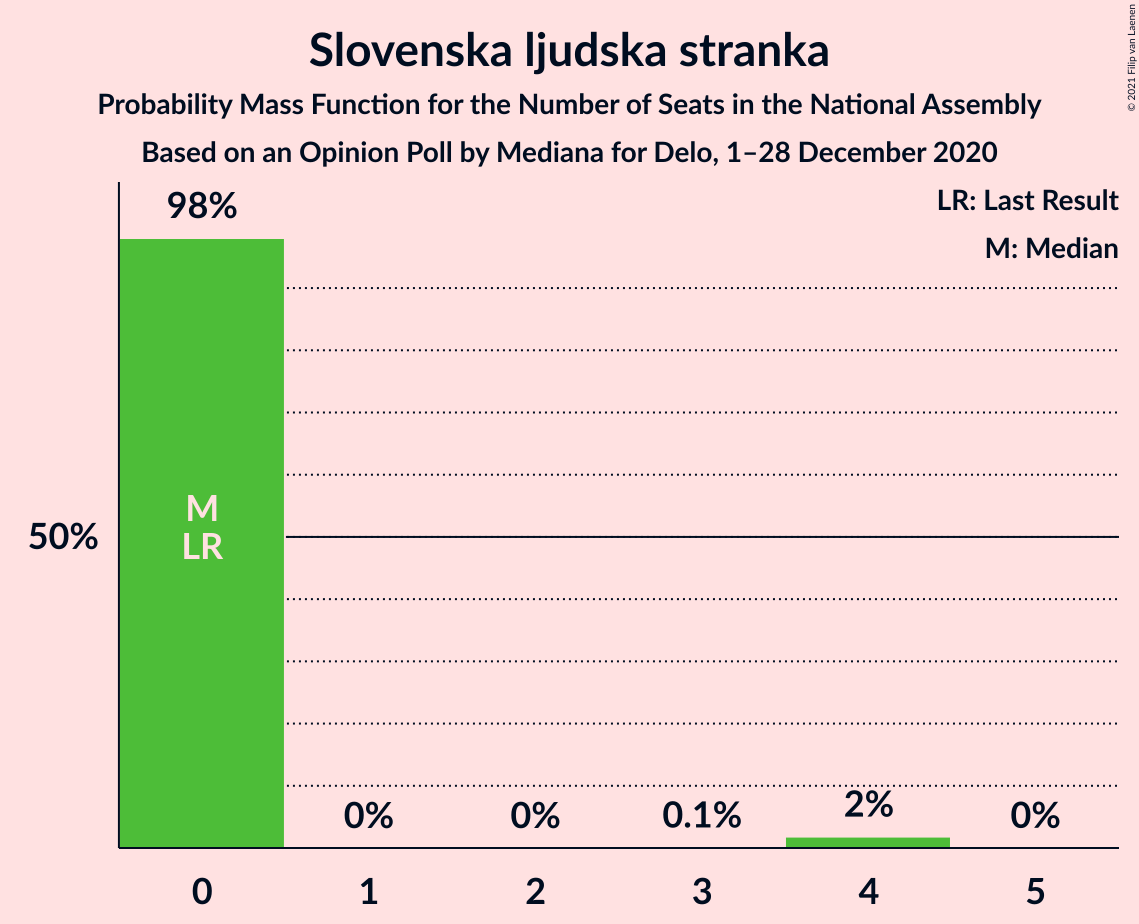 Slovenska ljudska stranka
Probability Mass Function for the Number of Seats in the National Assembly
Based on an Opinion Poll by Mediana for Delo, 1–28 December 2020
© 2021 Filip van Laenen
LR: Last Result
M: Median
98%
M
LR
50%
0%
0%
0.1%
2%
0%
0
1
2
3
4
5